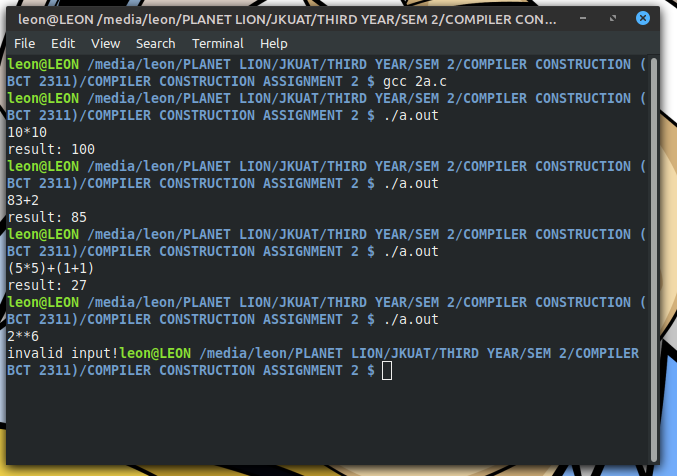 leon@LEON /media/leon/PLANET LION/JKUAT/THIRD YEAR/SEM 2/COMPILER CON...
File Edit View Search Terminal Help
leon@LEON /media/leon/PLANET LION/JKUAT/THIRD YEAR/SEM 2/COMPILER CONSTRUCTION (
BCT 2311)/COMPILER CONSTRUCTION ASSIGNMENT 2 $ gcc 2a.c
leon@LEON /media/leon/PLANET LION/JKUAT/THIRD YEAR/SEM 2/COMPILER CONSTRUCTION (
BCT 2311)/COMPILER CONSTRUCTION ASSIGNMENT 2 $ ./a.out
10*10
result: 100
leon@LEON /media/leon/PLANET LION/JKUAT/THIRD YEAR/SEM 2/COMPILER CONSTRUCTION (
BCT 2311)/COMPILER CONSTRUCTION ASSIGNMENT 2 $ ./a.out
83+2
result: 85
leon@LEON /media/leon/PLANET LION/JKUAT/THIRD YEAR/SEM 2/COMPILER CONSTRUCTION (
BCT 2311)/COMPILER CONSTRUCTION ASSIGNMENT 2 $ ./a.out
(5*5)+(1+1)
result: 27
leon@LEON /media/leon/PLANET LION/JKUAT/THIRD YEAR/SEM 2/COMPILER CONSTRUCTION (
BCT 2311)/COMPILER CONSTRUCTION ASSIGNMENT 2 $ ./a.out
2**6
invalid input!leon@LEON /media/leon/PLANET LION/JKUAT/THIRD YEAR/SEM 2/COMPILER
BCT 2311)/COMPILER CONSTRUCTION ASSIGNMENT 2 $